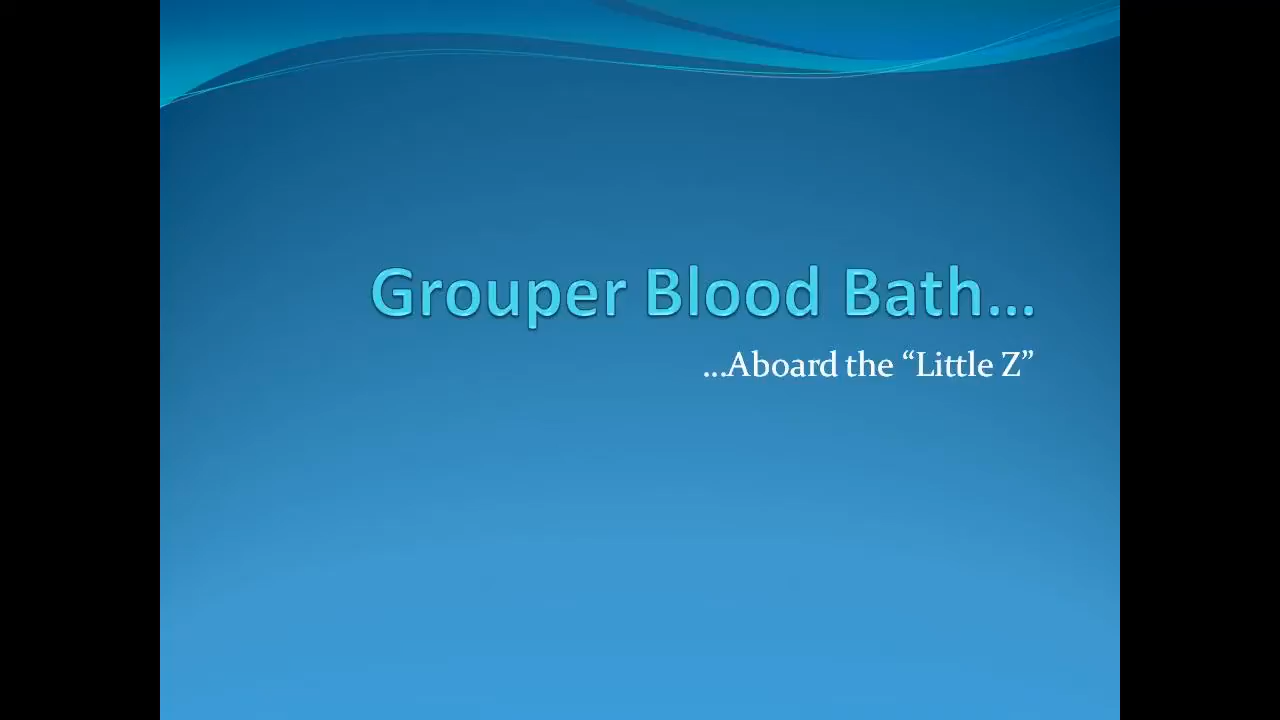 Grouper Blood Bath...
...Aboard the “Little Z”